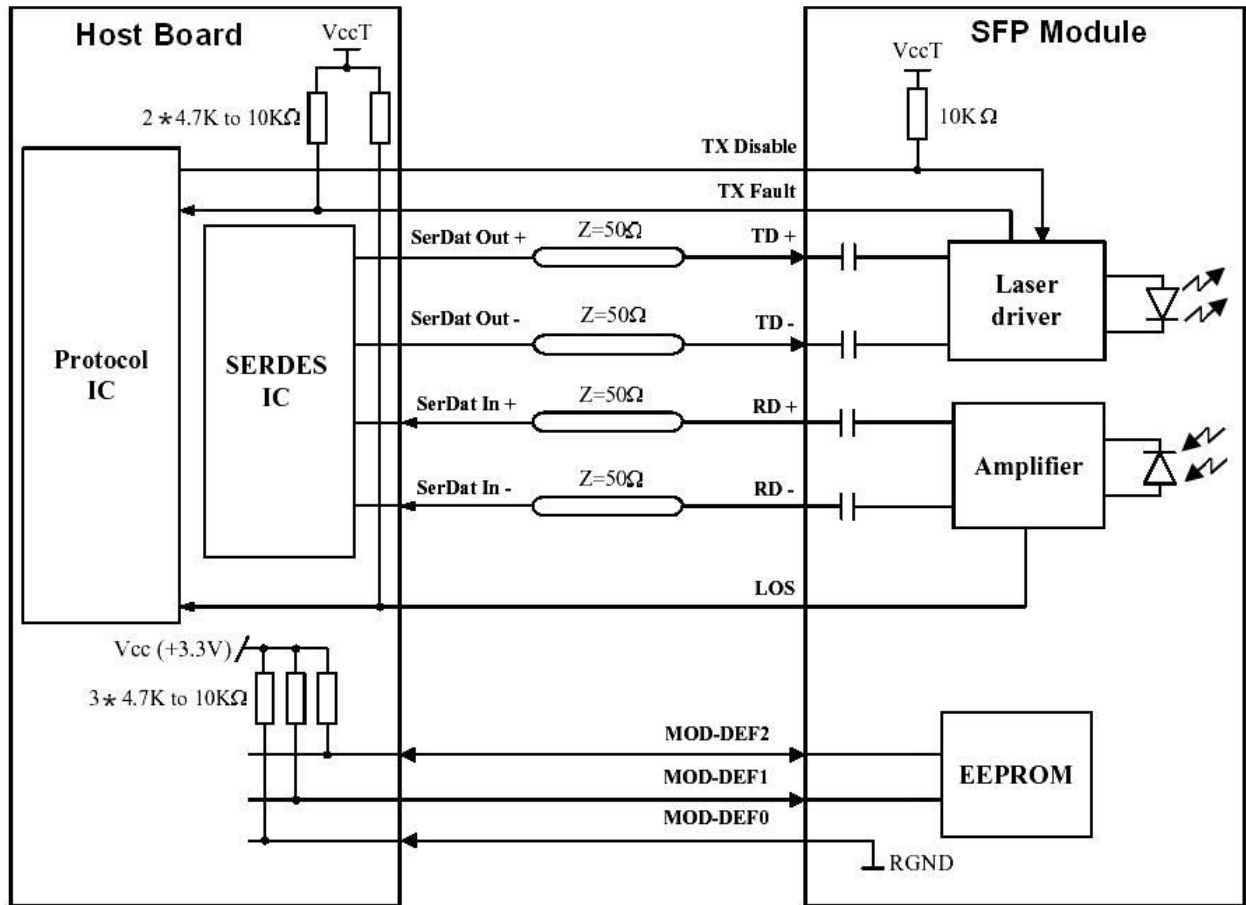 Host Board
SFP Module
VccT
VccT
2 * 4.7K to 10KΩ
10K Ω
TX Disable
TX Fault
SerDat Out +
Z=50Ω
TD +
Laser
driver
SerDat Out -
Z=50Ω
TD -
Protocol
IC
SERDES
IC
SerDat In +
Z=50Ω
RD +
Amplifier
SerDat In -
Z=50Ω
RD -
LOS
Vcc (+3.3V)
3 * 4.7K to 10KΩ
MOD-DEF2
MOD-DEF1
MOD-DEF0
EEPROM
RGND